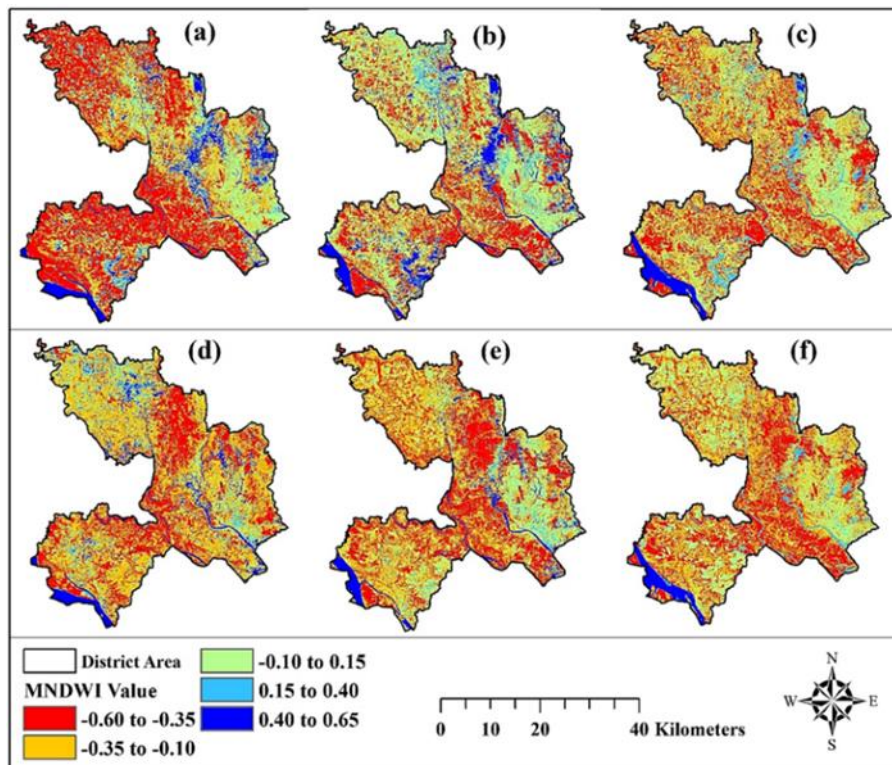 (a) (b) (c)
(d) (e) (f)
District Area
MNDWI Value
-0.60 to -0.35
-0.35 to -0.10
-0.10 to 0.15
0.15 to 0.40
0.40 to 0.65
0 10 20 40 Kilometers
N
W E
S